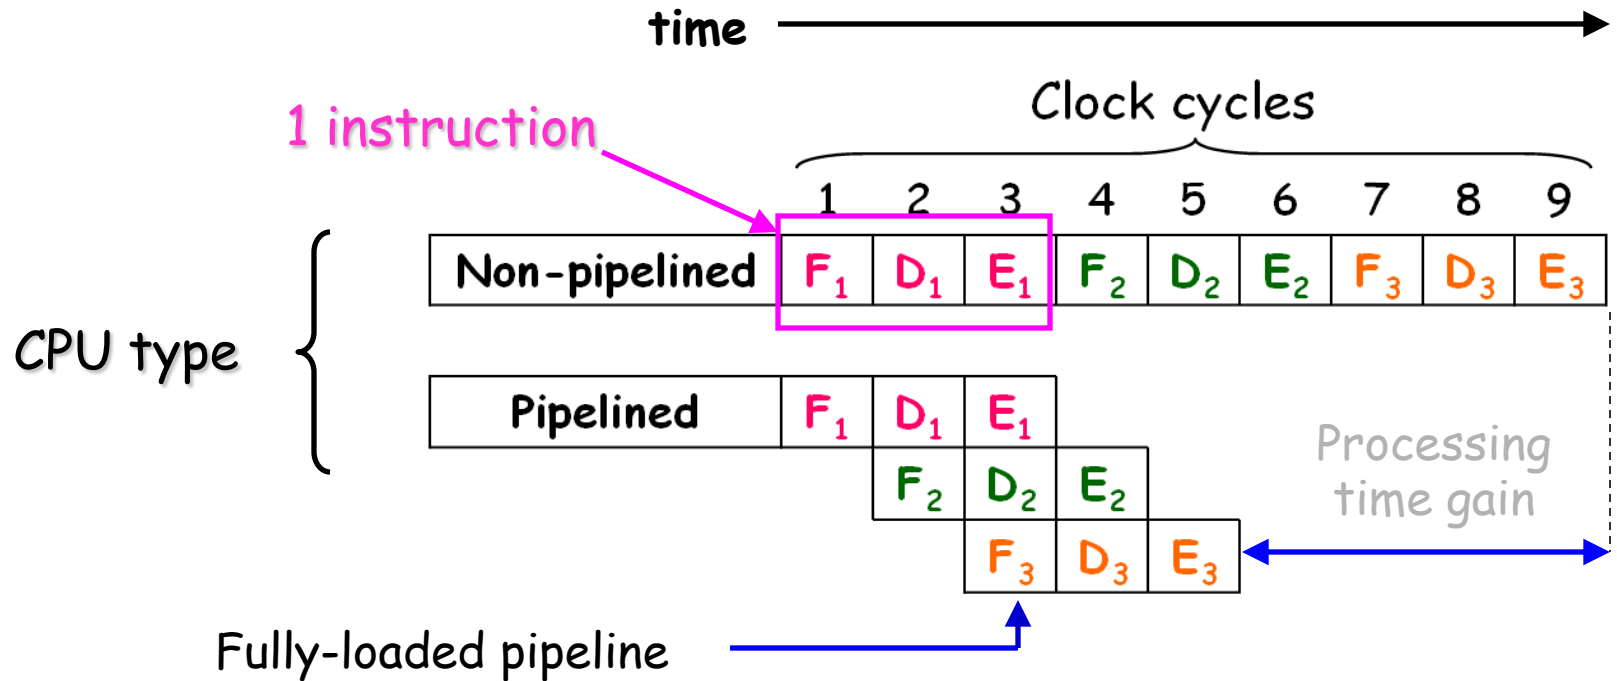 time
Clock cycles
1 instruction
1 2 3 4 5 6 7 8 9
Non-pipelined F₁ D₁ E₁ F₂ D₂ E₂ F₃ D₃ E₃
CPU type
Pipelined F₁ D₁ E₁
F₂ D₂ E₂
F₃ D₃ E₃
Processing
time gain
Fully-loaded pipeline